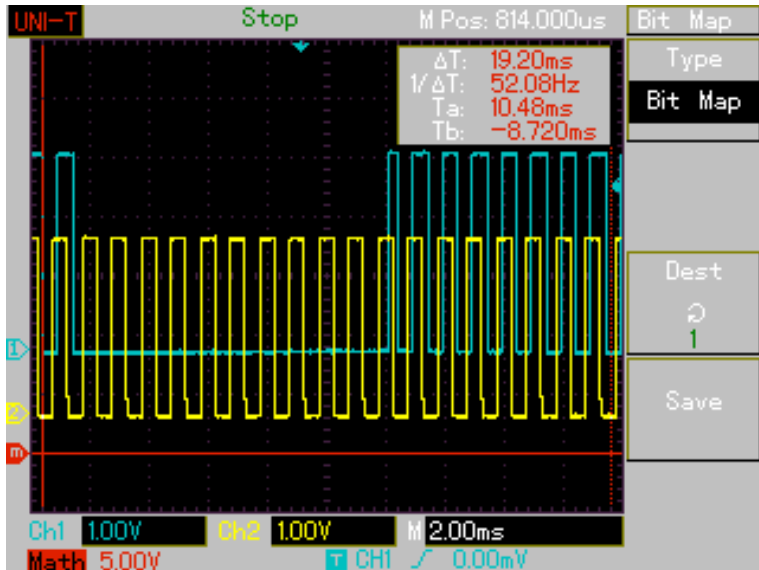 UNI-T Stop M Pos: 814.000us Bit Map
ΔT: 19.20ms
1/ΔT: 52.08Hz
Ta: 10.48ms
Tb: -8.720ms
Type
Bit Map
Dest
1
Save
1
2
m
Ch1 1.00V Ch2 1.00V M 2.00ms
Math 5.00V T CH1 0.00mV